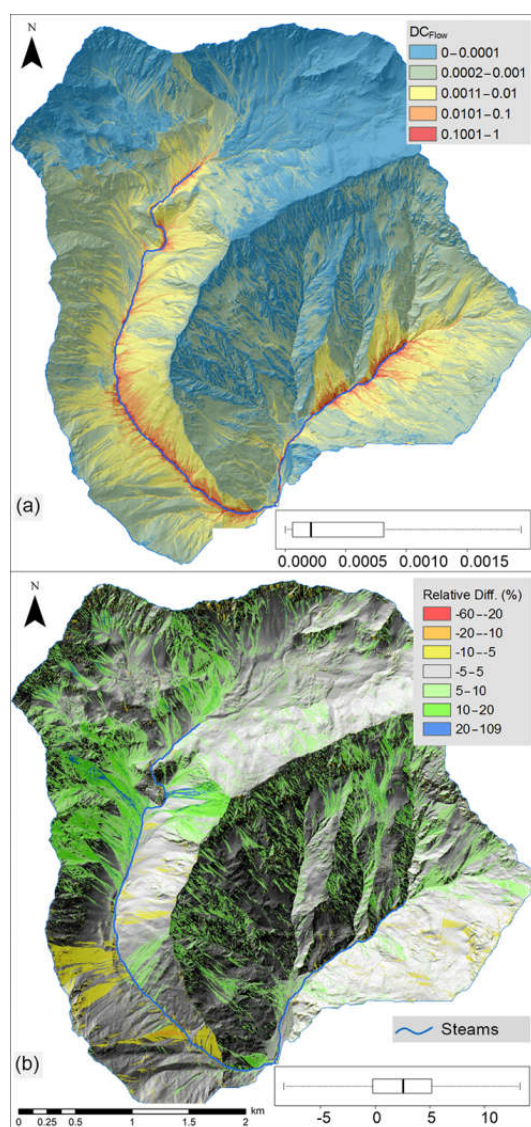 N
DC Flow
0-0.0001
0.0002-0.001
0.0011-0.01
0.0101-0.1
0.1001-1
(a)
0.0000 0.0005 0.0010 0.0015
N
Relative Diff. (%)
-60--20
-20--10
-10--5
-5-5
5-10
10-20
20-109
Steams
(b)
-5 0 5 10
km
0 0.25 0.5 1 1.5 2